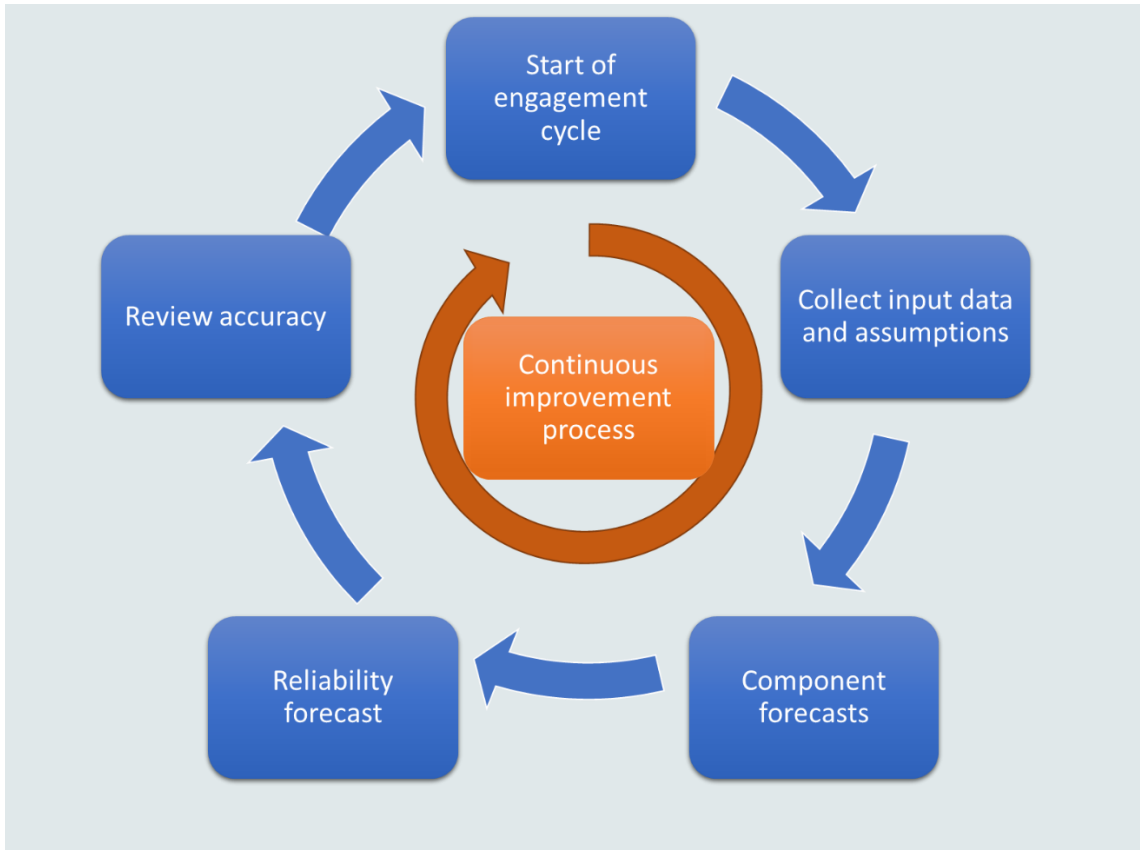 Start of
engagement
cycle
Collect input data
and assumptions
Component
forecasts
Reliability
forecast
Review accuracy
Continuous
improvement
process